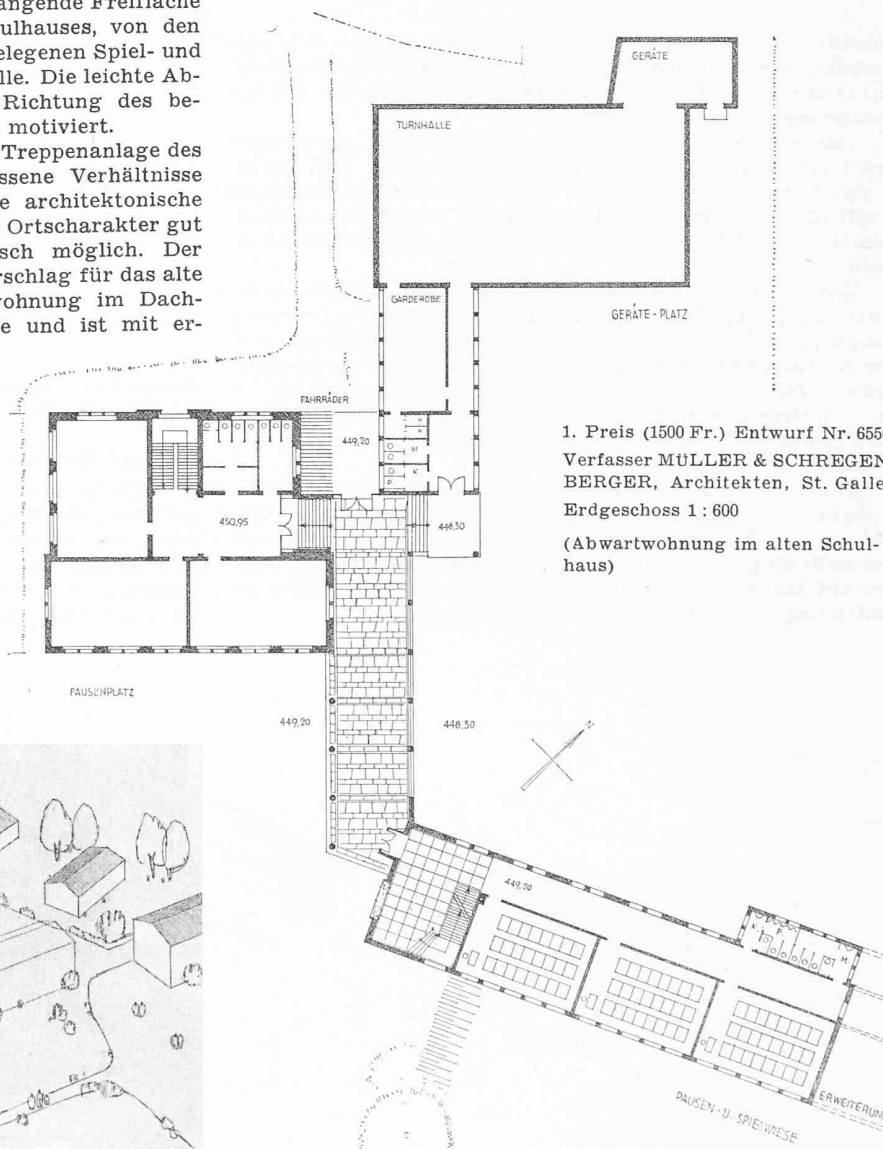 angende Freifläche
ulhauses, von den
elegenen Spiel- und
lle. Die leichte Ab-
Richtung des be-
motiviert.
Treppenanlage des
ssene Verhältnisse
e architektonische
Ortscharakter gut
sch möglich. Der
rschlag für das alte
wohnung im Dach-
e und ist mit er-
GERÄTE
TURNHALLE
GARDEROBE
GERÄTE-PLATZ
FAHRRÄDER
449,20
M
K
P.
450,95
448,30
1. Preis (1500 Fr.) Entwurf Nr. 6550
Verfasser MÜLLER & SCHREGEN
BERGER, Architekten, St. Galle
Erdgeschoss 1 : 600
(Abwartwohnung im alten Schul-
haus)
PAUSENPLATZ
449,20
448,30
N
449,20
K.
P.
M
ERWEITERUN
PAUSEN- U. SPIELWIESE